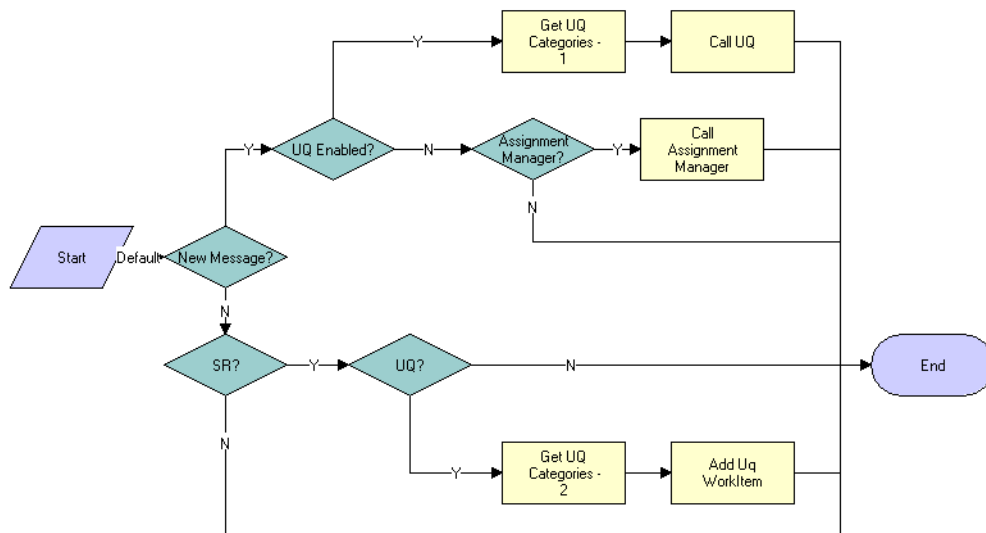 Y
Get UQ
Categories -
1
Call UQ
UQ Enabled?
N
Assignment
Manager?
Y
Call
Assignment
Manager
Y
N
Start
Default
New Message?
N
SR?
Y
UQ?
N
End
N
Y
Get UQ
Categories -
2
Add Uq
WorkItem